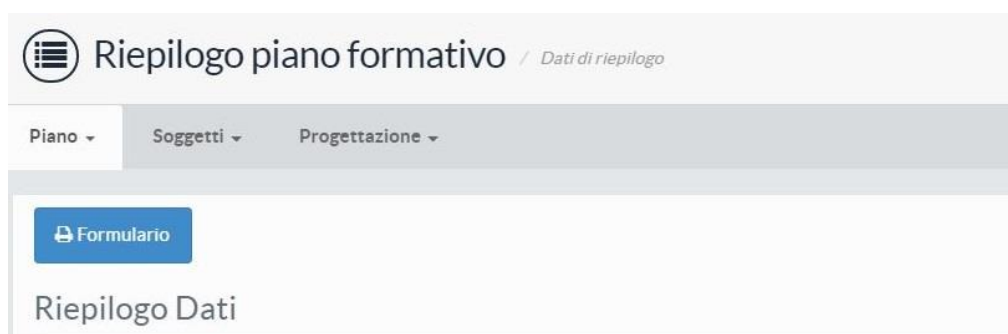 Riepilogo piano formativo / Dati di riepilogo
Piano Soggetti Progettazione
Formulario
Riepilogo Dati